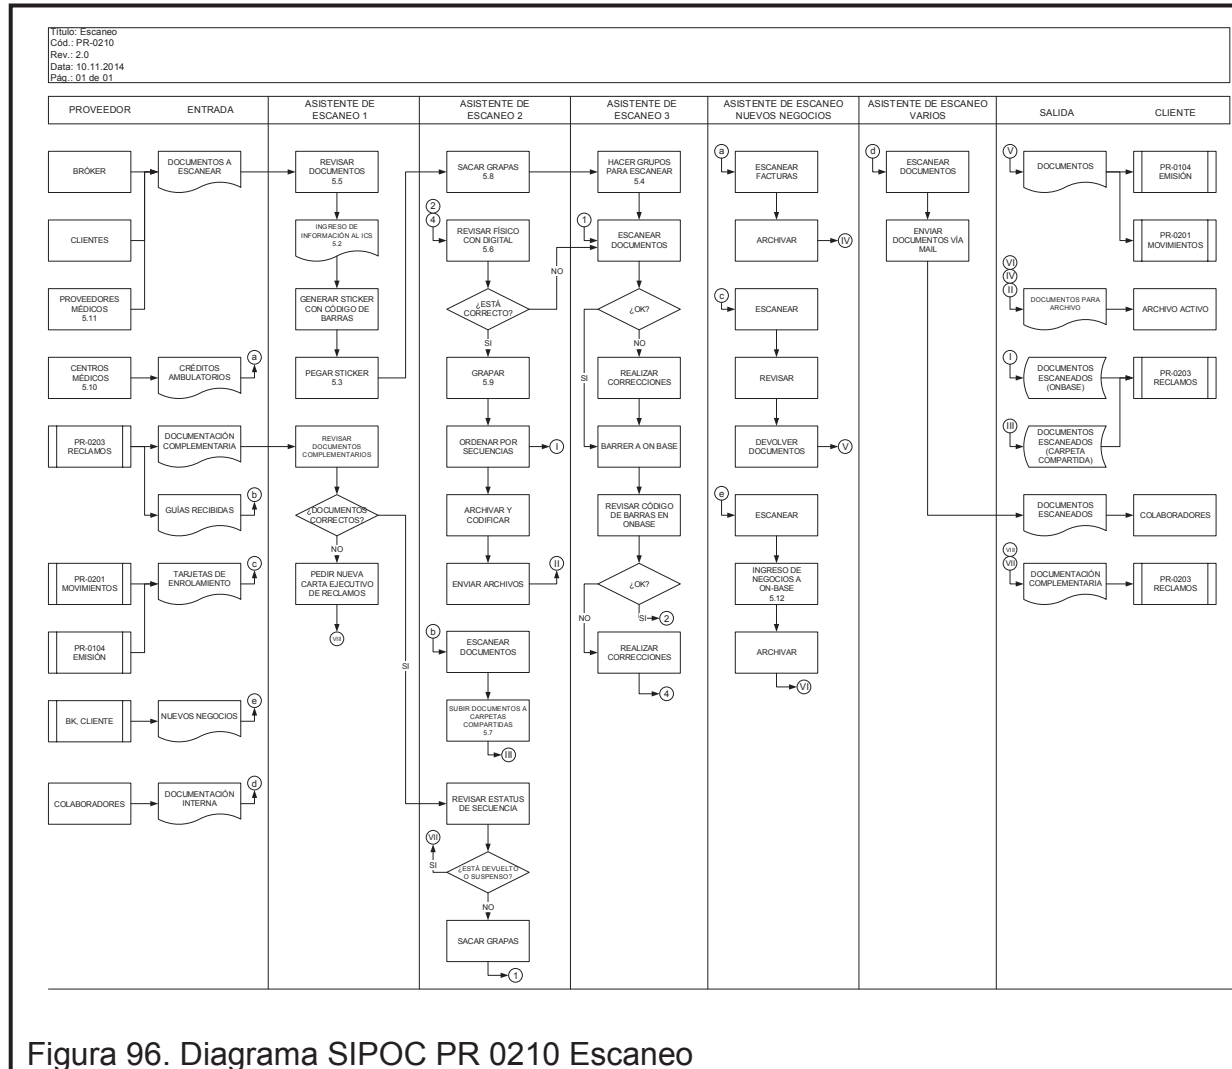 Título: Escaneo
Cód.: PR-0210
Rev.: 2.0
Data: 10.11.2014
Pág.: 01 de 01
PROVEEDOR
ENTRADA
ASISTENTE DE
ESCANEO 1
ASISTENTE DE
ESCANEO 2
ASISTENTE DE
ESCANEO 3
ASISTENTE DE ESCANEO
NUEVOS NEGOCIOS
ASISTENTE DE ESCANEO
VARIOS
SALIDA
CLIENTE
BRÓKER
CLIENTES
PROVEEDORES
MÉDICOS
5.11
CENTROS
MÉDICOS
5.10
PR-0203
RECLAMOS
PR-0201
MOVIMIENTOS
PR-0104
EMISIÓN
BK, CLIENTE
COLABORADORES
DOCUMENTOS A
ESCANEAR
CRÉDITOS
AMBULATORIOS
a
DOCUMENTACIÓN
COMPLEMENTARIA
GUÍAS RECIBIDAS
b
TARJETAS DE
ENROLAMIENTO
c
NUEVOS NEGOCIOS
e
DOCUMENTACIÓN
INTERNA
d
REVISAR
DOCUMENTOS
5.5
INGRESO DE
INFORMACIÓN AL ICS
5.2
GENERAR STICKER
CON CÓDIGO DE
BARRAS
PEGAR STICKER
5.3
REVISAR
DOCUMENTOS
COMPLEMENTARIOS
¿DOCUMENTOS
CORRECTOS?
NO
SI
PEDIR NUEVA
CARTA EJECUTIVO
DE RECLAMOS
VIII
SACAR GRAPAS
5.8
2
4
REVISAR FÍSICO
CON DIGITAL
5.6
¿ESTÁ
CORRECTO?
NO
SI
GRAPAR
5.9
ORDENAR POR
SECUENCIAS
I
ARCHIVAR Y
CODIFICAR
ENVIAR ARCHIVOS
II
b
ESCANEAR
DOCUMENTOS
SUBIR DOCUMENTOS A
CARPETAS
COMPARTIDAS
5.7
III
REVISAR ESTATUS
DE SECUENCIA
VII
SI
¿ESTÁ DEVUELTO
O SUSPENSO?
NO
SACAR GRAPAS
1
HACER GRUPOS
PARA ESCANEAR
5.4
1
ESCANEAR
DOCUMENTOS
¿OK?
NO
SI
REALIZAR
CORRECCIONES
BARRER A ON BASE
REVISAR CÓDIGO
DE BARRAS EN
ONBASE
¿OK?
NO
SI
2
REALIZAR
CORRECCIONES
4
a
ESCANEAR
FACTURAS
ARCHIVAR
IV
c
ESCANEAR
REVISAR
DEVOLVER
DOCUMENTOS
V
e
ESCANEAR
INGRESO DE
NEGOCIOS A
ON-BASE
5.12
ARCHIVAR
VI
d
ESCANEAR
DOCUMENTOS
ENVIAR
DOCUMENTOS VÍA
MAIL
V
DOCUMENTOS
VI
IV
II
DOCUMENTOS PARA
ARCHIVO
I
DOCUMENTOS
ESCANEADOS
(ONBASE)
III
DOCUMENTOS
ESCANEADOS
(CARPETA
COMPARTIDA)
DOCUMENTOS
ESCANEADOS
VIII
VII
DOCUMENTACIÓN
COMPLEMENTARIA
PR-0104
EMISIÓN
PR-0201
MOVIMIENTOS
ARCHIVO ACTIVO
PR-0203
RECLAMOS
COLABORADORES
PR-0203
RECLAMOS
Figura 96. Diagrama SIPOC PR 0210 Escaneo